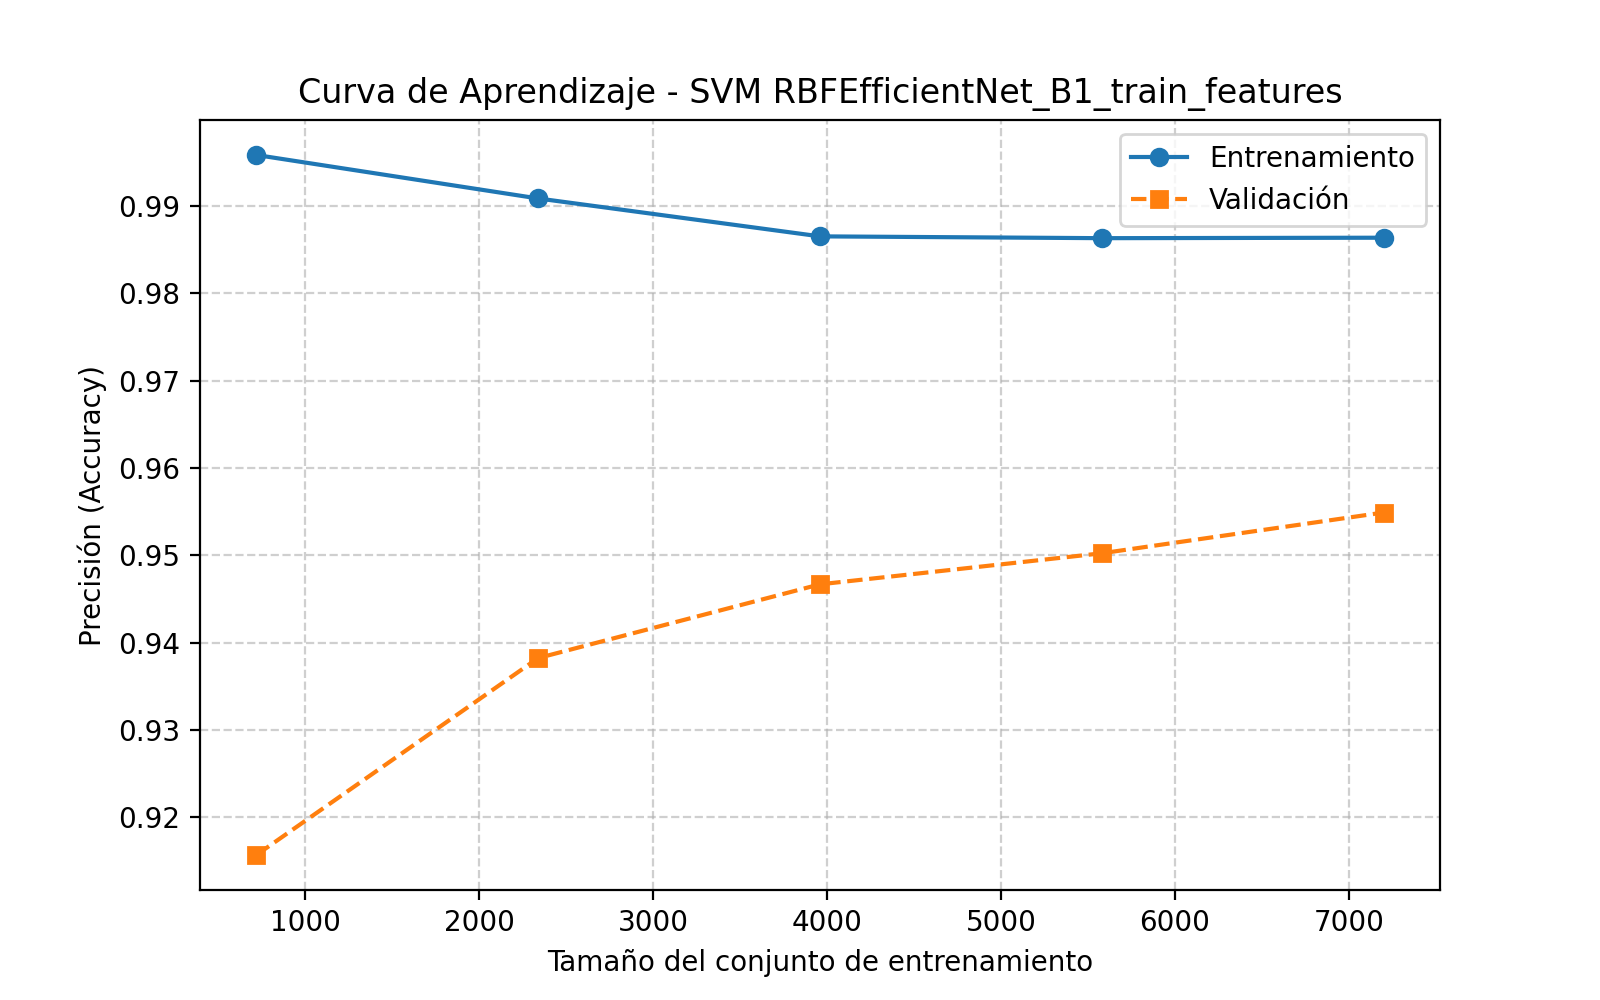 Curva de Aprendizaje - SVM RBFEfficientNet_B1_train_features
Entrenamiento
Validación
Precisión (Accuracy)
0.99
0.98
0.97
0.96
0.95
0.94
0.93
0.92
1000 2000 3000 4000 5000 6000 7000
Tamaño del conjunto de entrenamiento